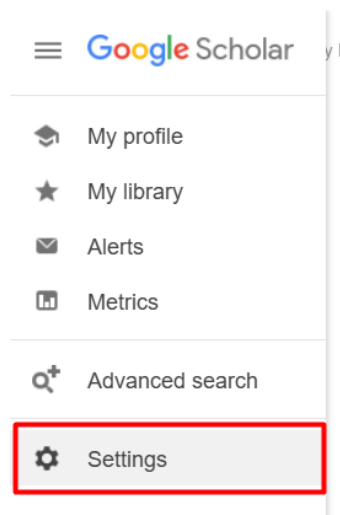 Google Scholar
My profile
My library
Alerts
Metrics
Advanced search
Settings